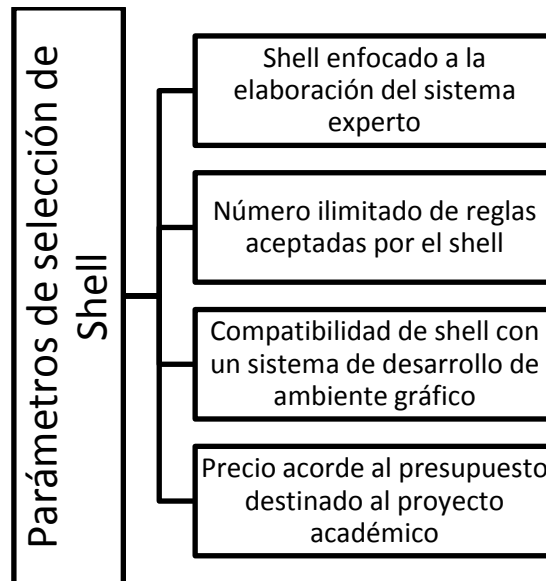 Parámetros de selección de
Shell
Shell enfocado a la
elaboración del sistema
experto
Número ilimitado de reglas
aceptadas por el shell
Compatibilidad de shell con
un sistema de desarrollo de
ambiente gráfico
Precio acorde al presupuesto
destinado al proyecto
académico